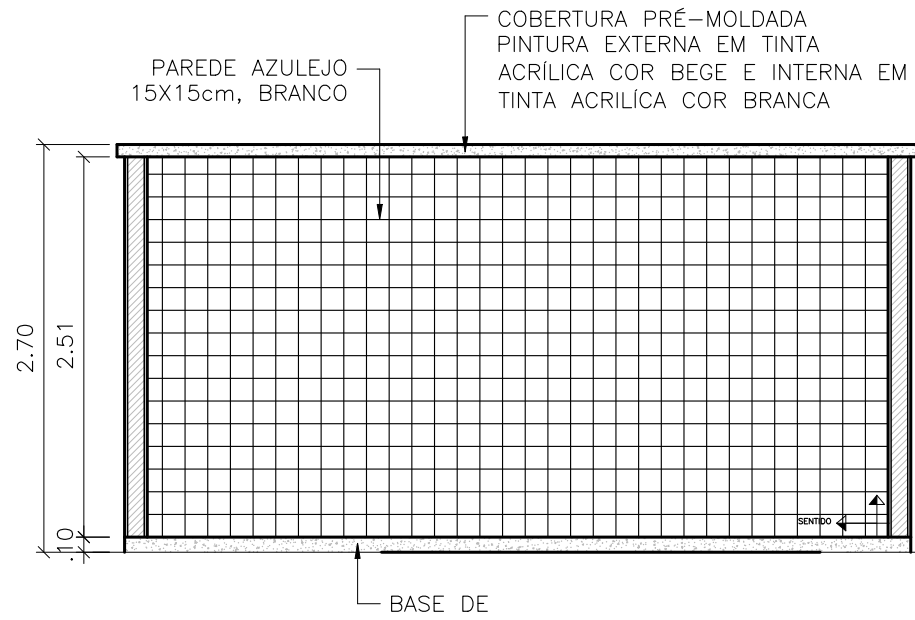 COBERTURA PRÉ-MOLDADA
PINTURA EXTERNA EM TINTA
ACRÍLICA COR BEGE E INTERNA EM
TINTA ACRILÍCA COR BRANCA
PAREDE AZULEJO
15X15cm, BRANCO
2.70
2.51
.10
SENTIDO
BASE DE